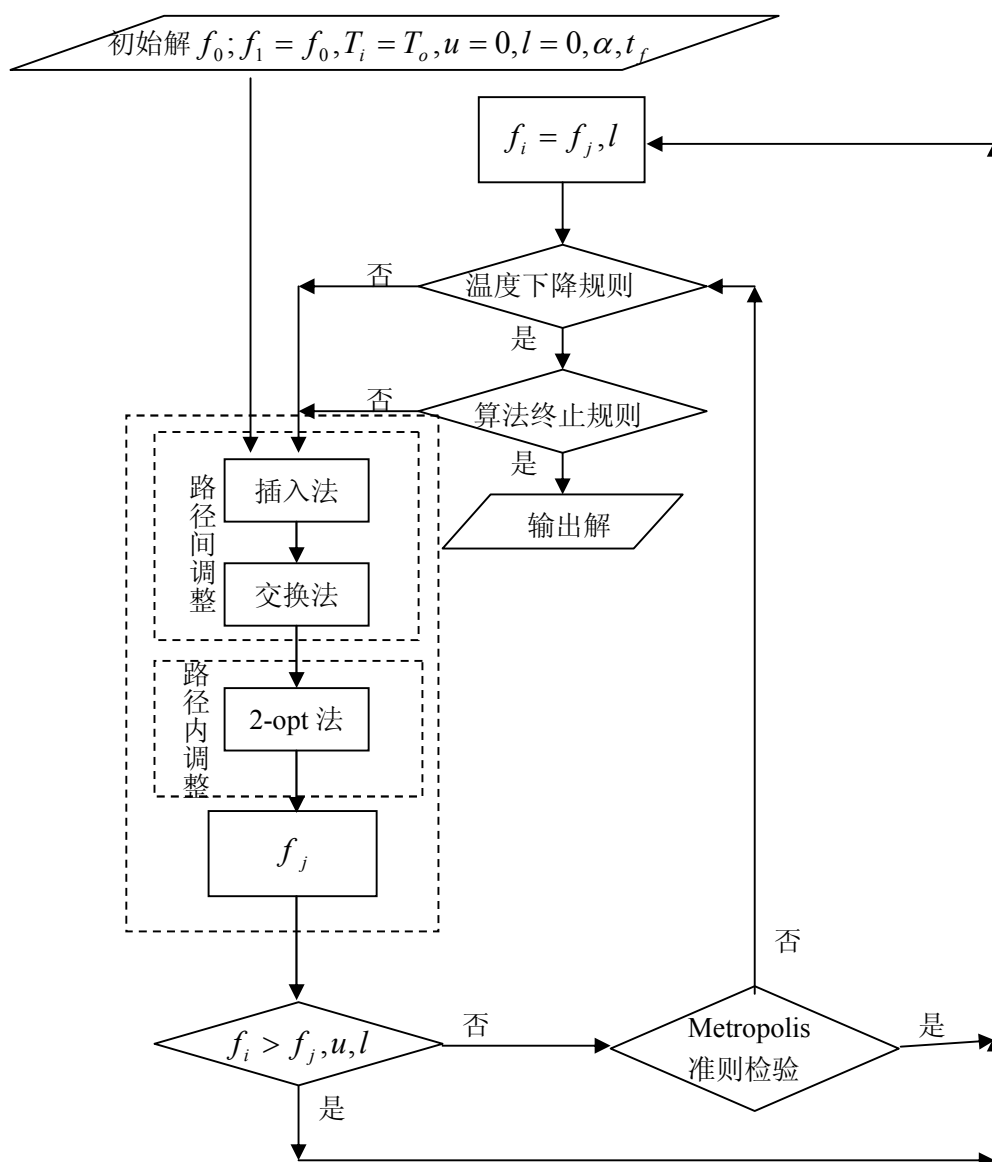 初始解 f₀; f₁ = f₀, Tᵢ = Tₒ, u = 0, l = 0, α, t_f
fᵢ = fⱼ, l
否
温度下降规则
是
否
算法终止规则
是
路径间调整
插入法
输出解
交换法
路径内调整
2-opt 法
fⱼ
否
fᵢ > fⱼ, u, l
否
Metropolis
准则检验
是
是